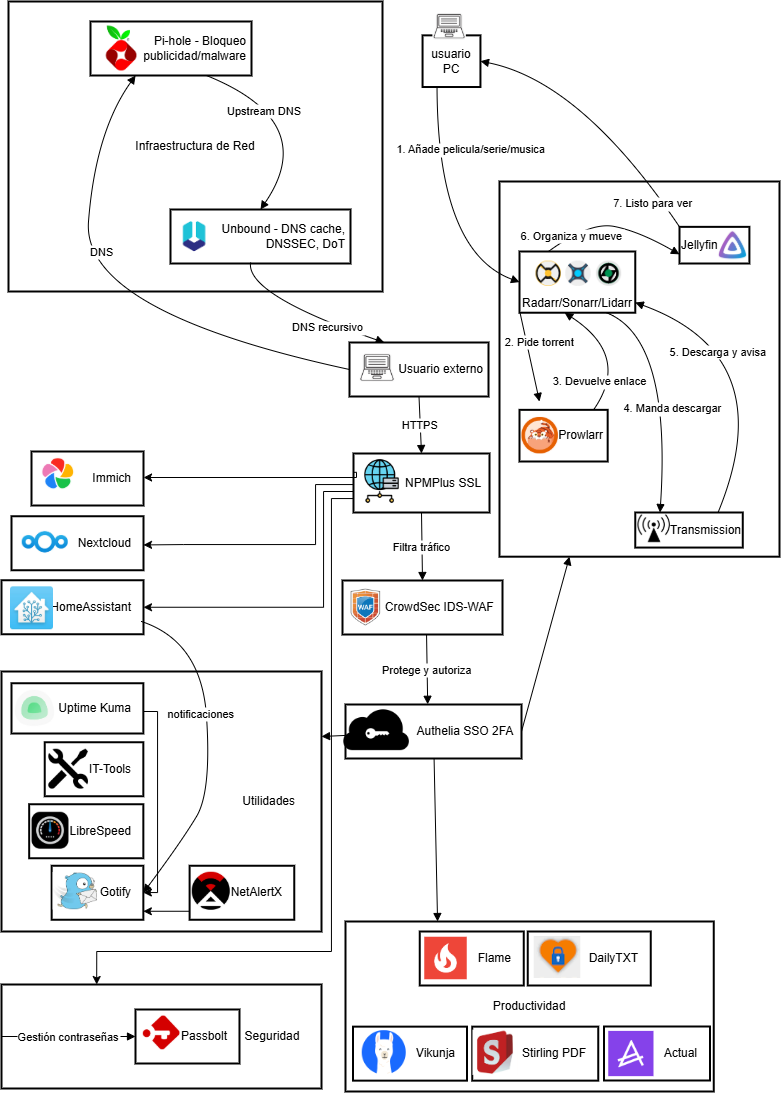 Pi-hole - Bloqueo
publicidad/malware
Upstream DNS
Infraestructura de Red
Unbound - DNS cache,
DNSSEC, DoT
DNS
DNS recursivo
usuario
PC
1. Añade pelicula/serie/musica
7. Listo para ver
6. Organiza y mueve
Jellyfin
Radarr/Sonarr/Lidarr
2. Pide torrent
5. Descarga y avisa
3. Devuelve enlace
4. Manda descargar
Prowlarr
Transmission
Usuario externo
HTTPS
NPMPlus SSL
Immich
Nextcloud
HomeAssistant
Filtra tráfico
WAF
CrowdSec IDS-WAF
Protege y autoriza
Authelia SSO 2FA
Uptime Kuma
notificaciones
IT-Tools
Utilidades
LibreSpeed
Gotify
NetAlertX
Flame
DailyTXT
Productividad
Vikunja
S
Stirling PDF
Actual
Gestión contraseñas
Passbolt
Seguridad